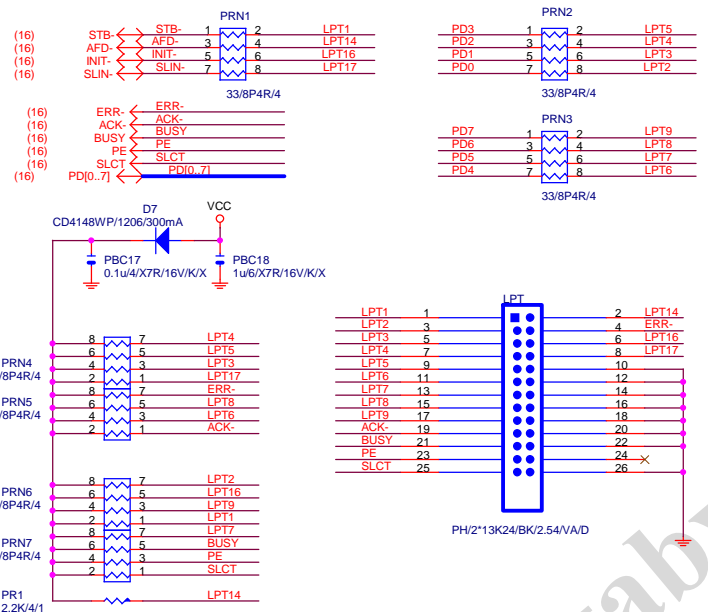 PRN1
(16) STB- STB- 1 2 LPT1
(16) AFD- AFD- 3 4 LPT14
(16) INIT- INIT- 5 6 LPT16
(16) SLIN- SLIN- 7 8 LPT17
33/8P4R/4
PRN2
PD3 1 2 LPT5
PD2 3 4 LPT4
PD1 5 6 LPT3
PD0 7 8 LPT2
33/8P4R/4
(16) ERR- ERR-
(16) ACK- ACK-
(16) BUSY BUSY
(16) PE PE
(16) SLCT SLCT
(16) PD[0..7] PD[0..7]
PRN3
PD7 1 2 LPT9
PD6 3 4 LPT8
PD5 5 6 LPT7
PD4 7 8 LPT6
33/8P4R/4
D7
CD4148WP/1206/300mA
VCC
PBC17
0.1u/4/X7R/16V/K/X
PBC18
1u/6/X7R/16V/K/X
8 7 LPT4
6 5 LPT5
PRN4
4 3 LPT3
/8P4R/4
2 1 LPT17
8 7 ERR-
PRN5
6 5 LPT8
/8P4R/4
4 3 LPT6
2 1 ACK-
8 7 LPT2
PRN6
6 5 LPT16
/8P4R/4
4 3 LPT9
2 1 LPT1
8 7 LPT7
PRN7
6 5 BUSY
/8P4R/4
4 3 PE
2 1 SLCT
PR1
LPT14
2.2K/4/1
LPT
LPT1 1 2 LPT14
LPT2 3 4 ERR-
LPT3 5 6 LPT16
LPT4 7 8 LPT17
LPT5 9 10
LPT6 11 12
LPT7 13 14
LPT8 15 16
LPT9 17 18
ACK- 19 20
BUSY 21 22
PE 23 24
SLCT 25 26
PH/2*13K24/BK/2.54/VA/D